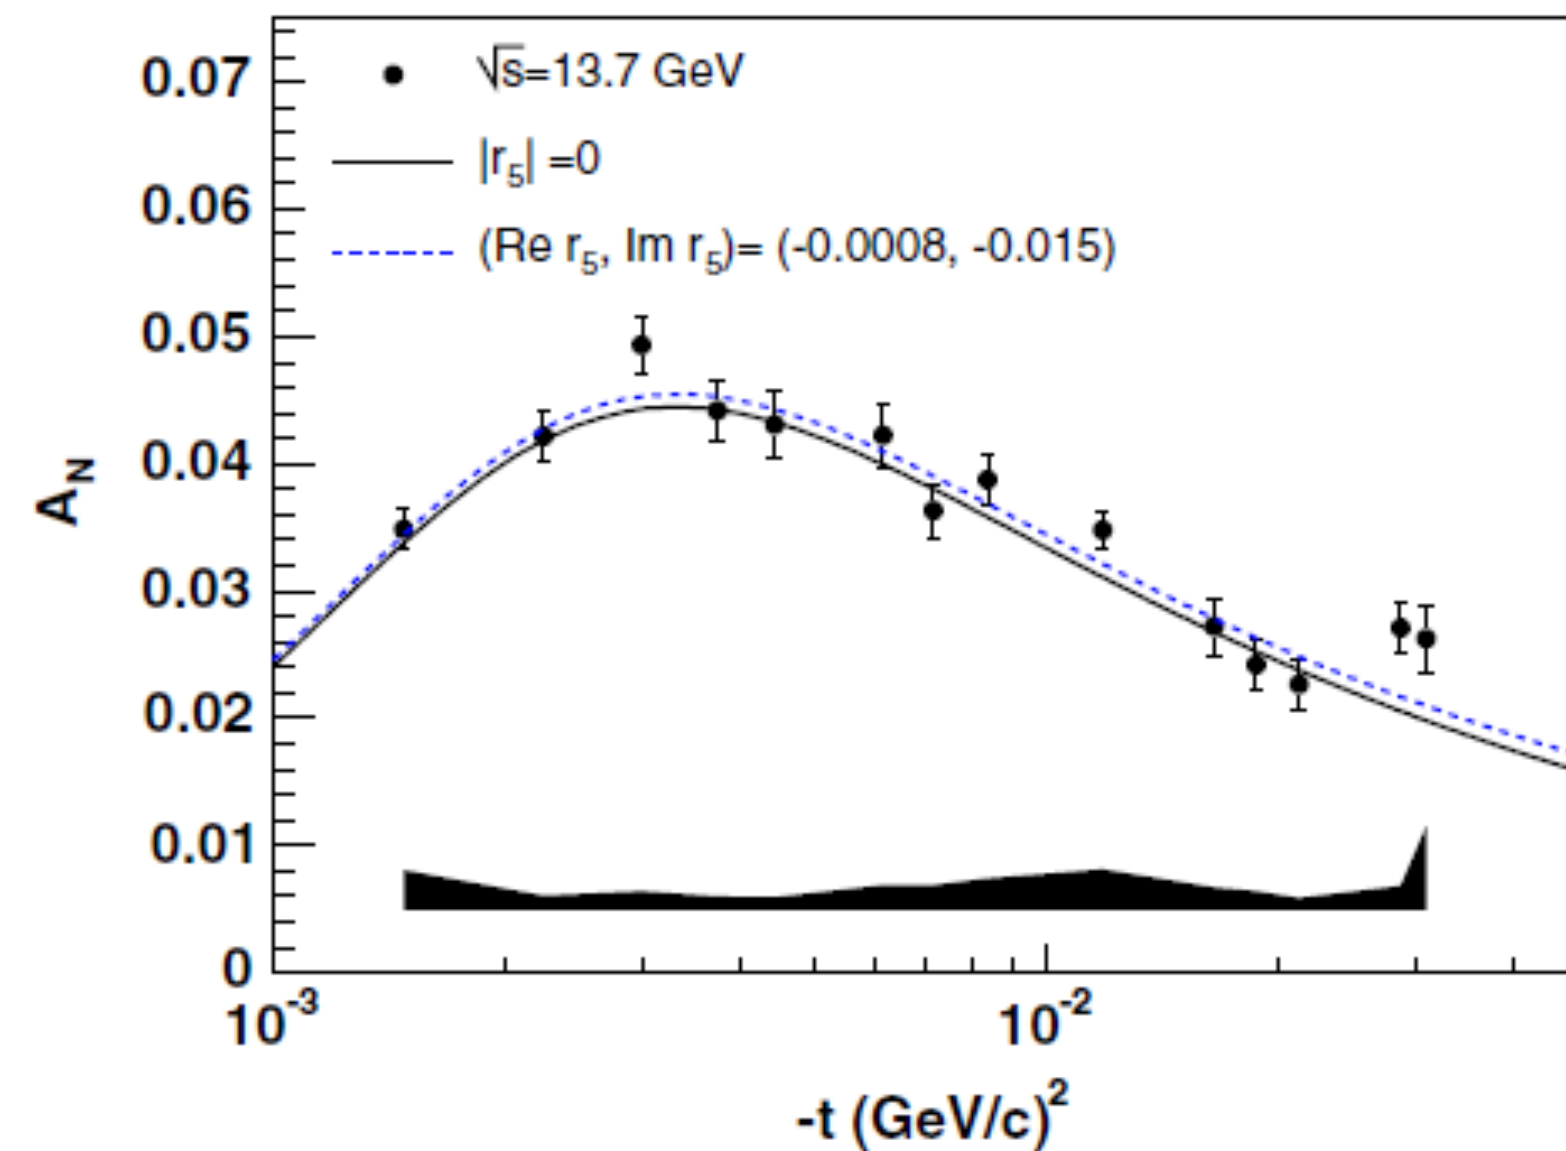 √s=13.7 GeV
|r₅| =0
(Re r₅, Im r₅)= (-0.0008, -0.015)
0.07
0.06
0.05
0.04
0.03
0.02
0.01
0
A_N
10⁻³
10⁻²
-t (GeV/c)²